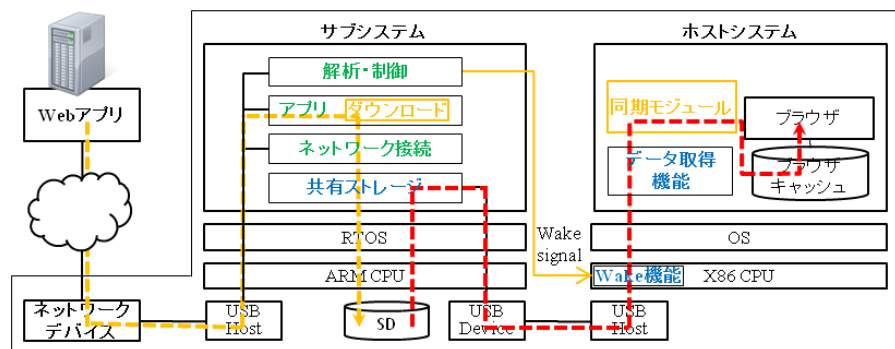 サブシステム
ホストシステム
Webアプリ
解析・制御
アプリ
ダウンロード
ネットワーク接続
共有ストレージ
同期モジュール
ブラウザ
データ取得
機能
ブラウザ
キャッシュ
RTOS
Wake
signal
OS
ARM CPU
Wake機能
X86 CPU
ネットワーク
デバイス
USB
Host
SD
USB
Device
USB
Host